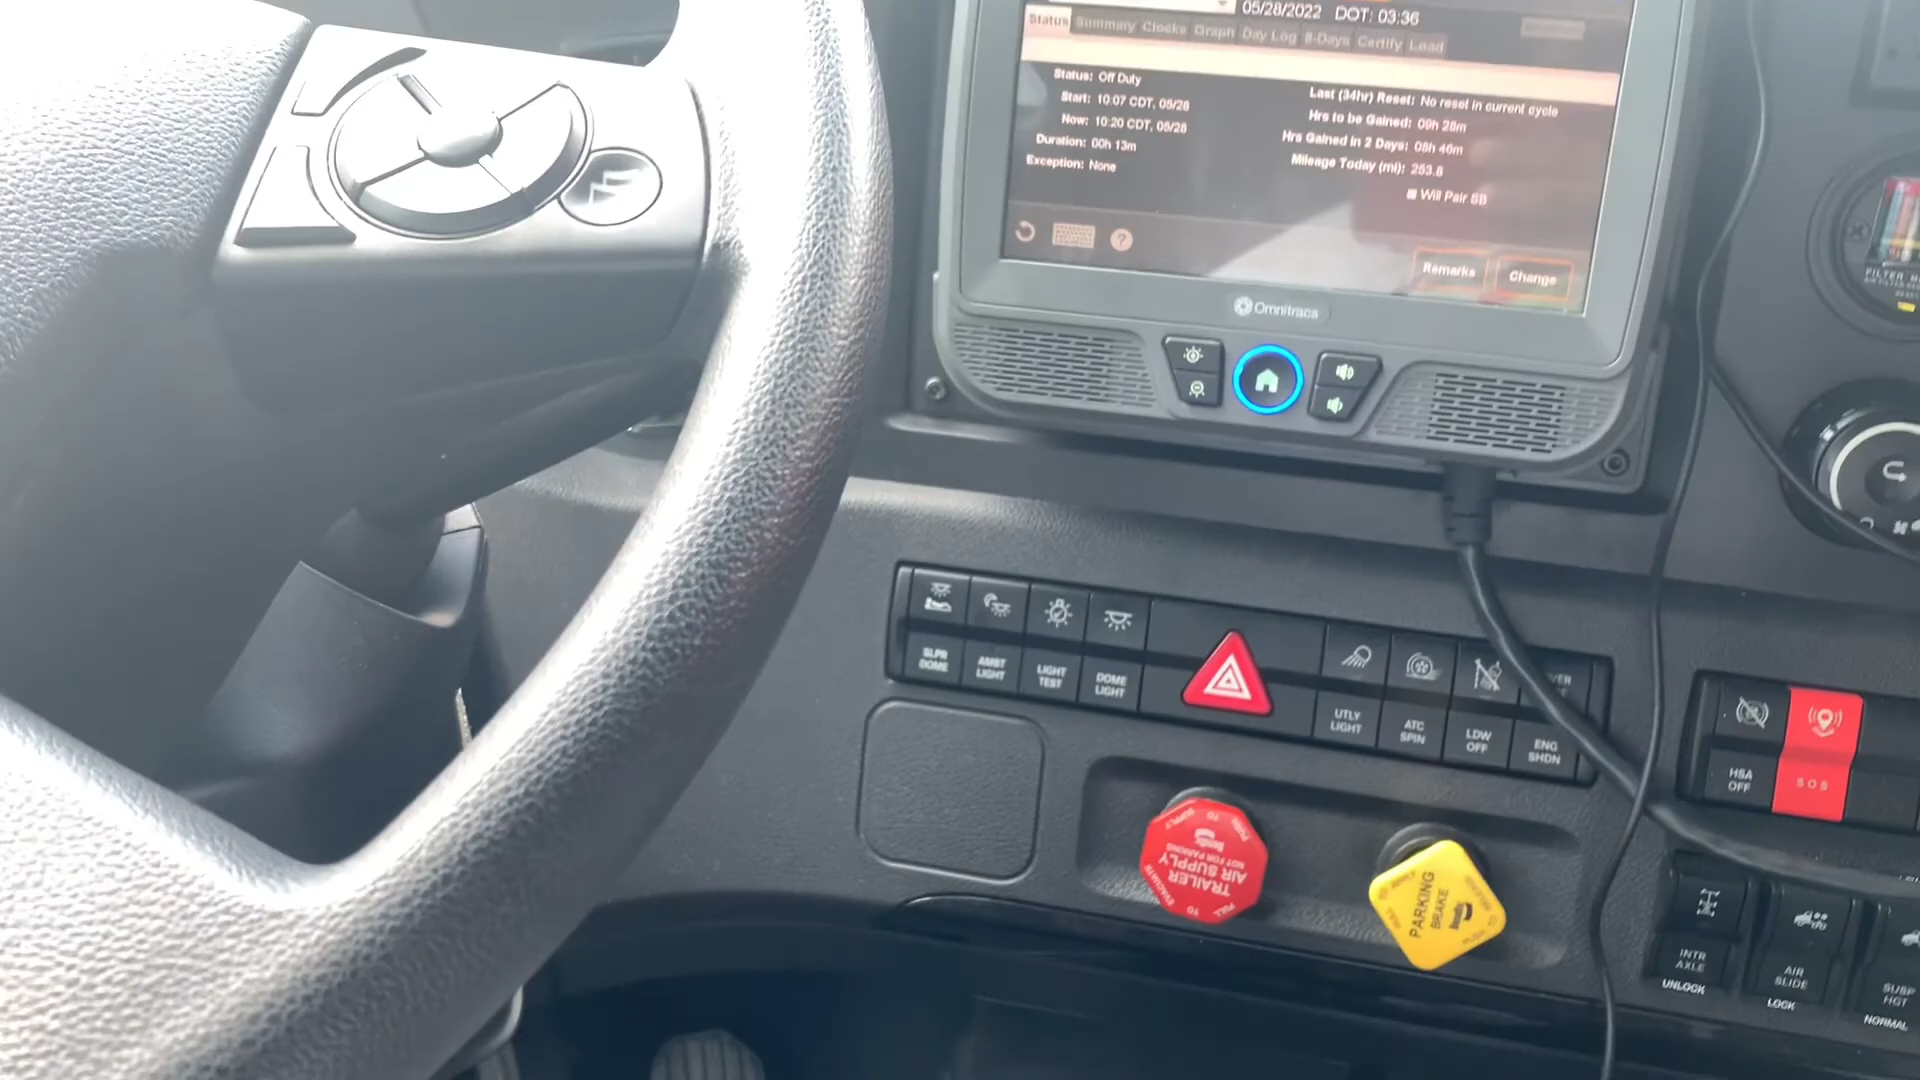 05/28/2022 DOT: 03:36
Status Summary Clocks Graph Day Log 8-Days Certify Load
Status: Off Duty
Start: 10:07 CDT, 05/28
Now: 10:20 CDT, 05/28
Duration: 00h 13m
Exception: None
Last (34hr) Reset: No reset in current cycle
Hrs to be Gained: 09h 28m
Hrs Gained in 2 Days: 08h 40m
Mileage Today (mi): 253.8
Will Pair SB
?
Remarks Change
Omnitracs
SLPR
DOME
AMBT
LIGHT
LIGHT
TEST
DOME
LIGHT
UTLY
LIGHT
ATC
SPIN
LDW
OFF
ENG
SHDN
HSA
OFF
SOS
TRAILER
AIR SUPPLY
NOT FOR PARKING
PULL TO
EVACUATE
PUSH TO
SUPPLY
PARKING
BRAKE
INTR
AXLE
UNLOCK
AIR
SLIDE
LOCK
SUSP
HGT
NORMAL
FILTER